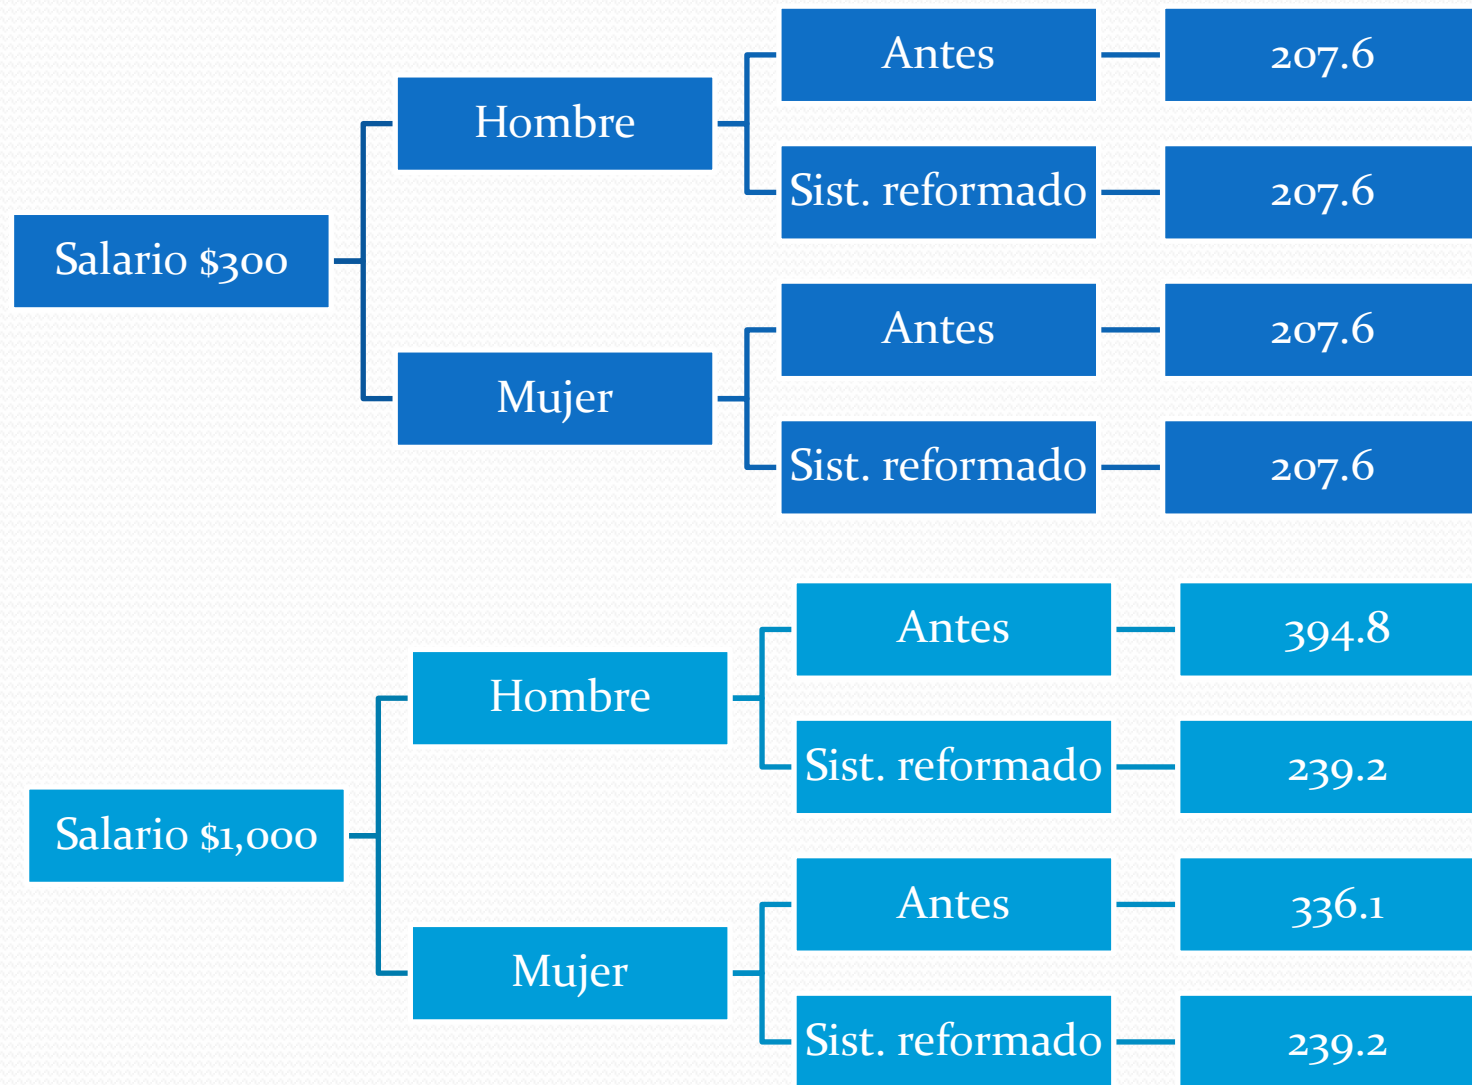 Salario $300
Hombre
Antes
207.6
Sist. reformado
207.6
Mujer
Antes
207.6
Sist. reformado
207.6
Salario $1,000
Hombre
Antes
394.8
Sist. reformado
239.2
Mujer
Antes
336.1
Sist. reformado
239.2